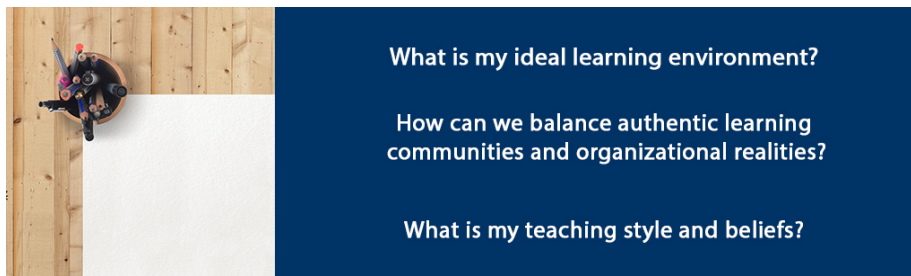 What is my ideal learning environment?
How can we balance authentic learning
communities and organizational realities?
What is my teaching style and beliefs?